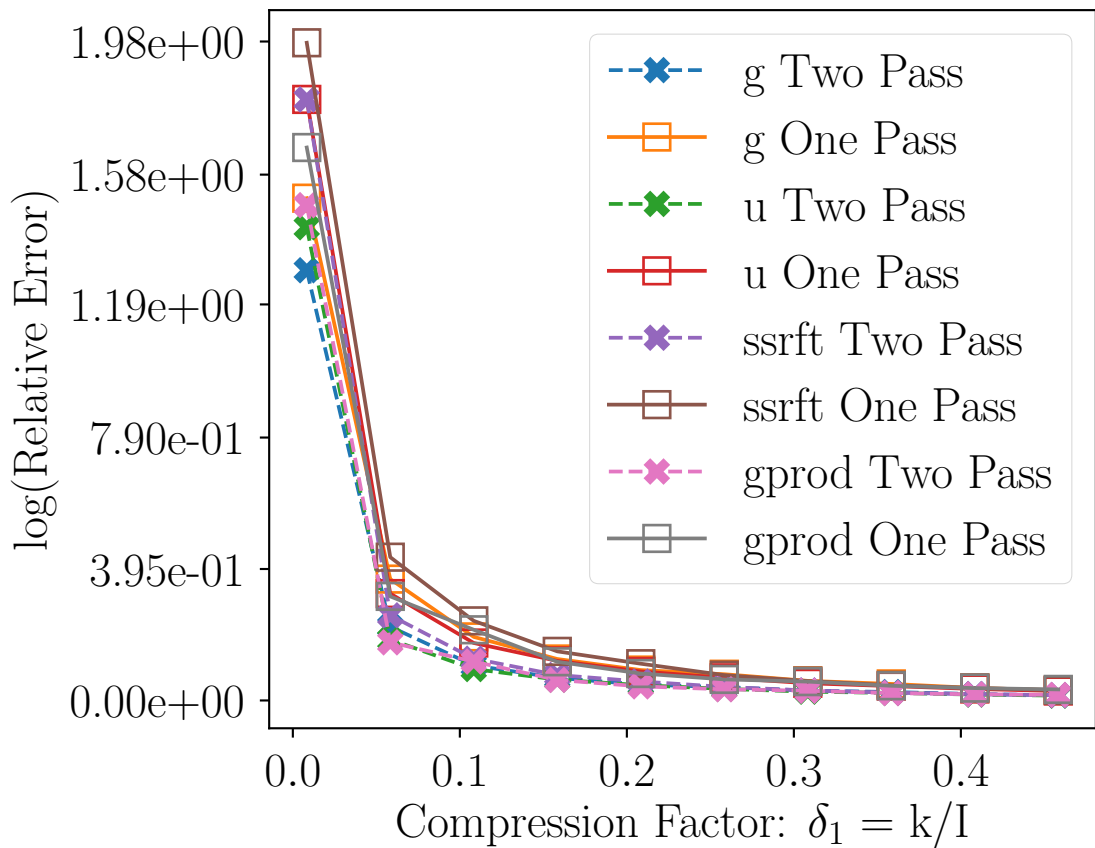 1.98e+00
1.58e+00
1.19e+00
7.90e-01
3.95e-01
0.00e+00
log(Relative Error)
g Two Pass
g One Pass
u Two Pass
u One Pass
ssrft Two Pass
ssrft One Pass
gprod Two Pass
gprod One Pass
0.0 0.1 0.2 0.3 0.4
Compression Factor: δ₁ = k/I